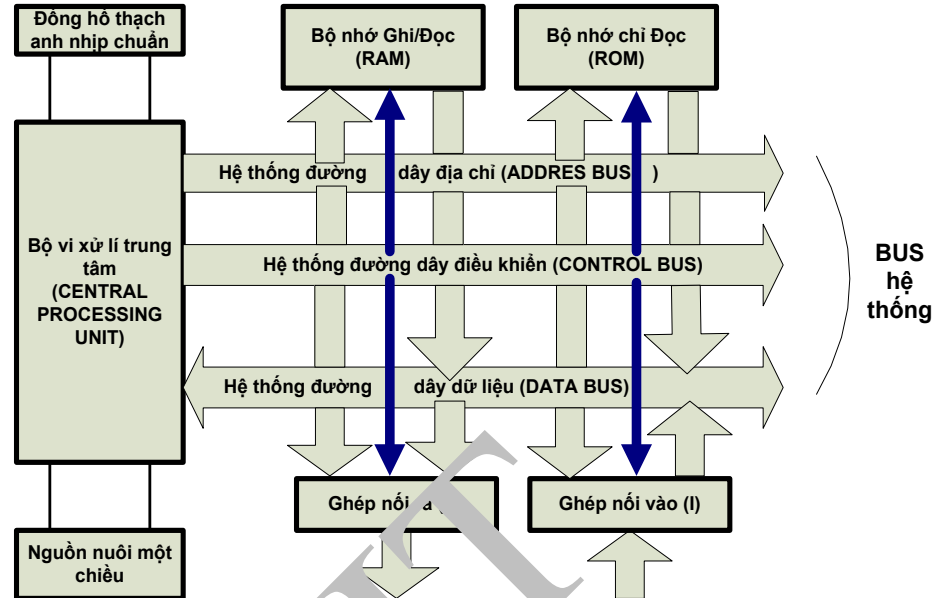 Đồng hồ thạch
anh nhịp chuẩn
Bộ nhớ Ghi/Đọc
(RAM)
Bộ nhớ chỉ Đọc
(ROM)
Hệ thống đường dây địa chỉ (ADDRES BUS )
Bộ vi xử lí trung
tâm
(CENTRAL
PROCESSING
UNIT)
Hệ thống đường dây điều khiển (CONTROL BUS)
BUS
hệ
thống
Hệ thống đường dây dữ liệu (DATA BUS)
Ghép nối
Ghép nối vào (I)
Nguồn nuôi một
chiều